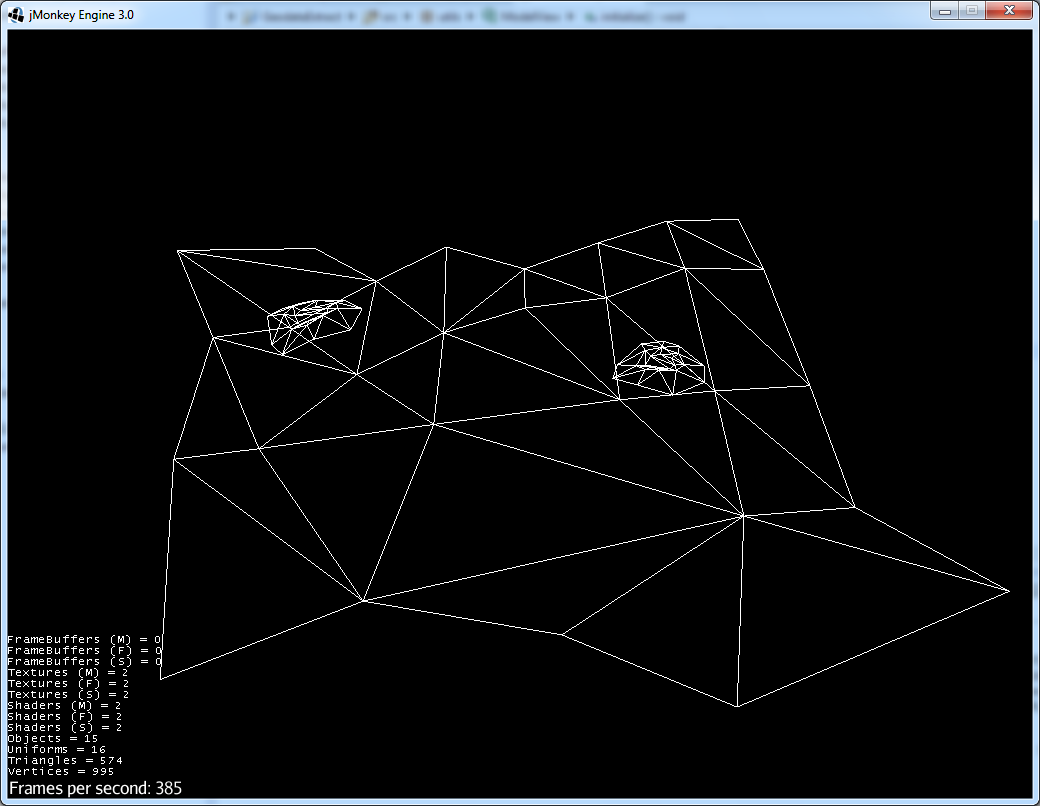 jMonkey Engine 3.0
FrameBuffers (M) = 0
FrameBuffers (F) = 0
FrameBuffers (S) = 0
Textures (M) = 2
Textures (F) = 2
Textures (S) = 2
Shaders (M) = 2
Shaders (F) = 2
Shaders (S) = 2
Objects = 15
Uniforms = 16
Triangles = 574
Vertices = 995
Frames per second: 385